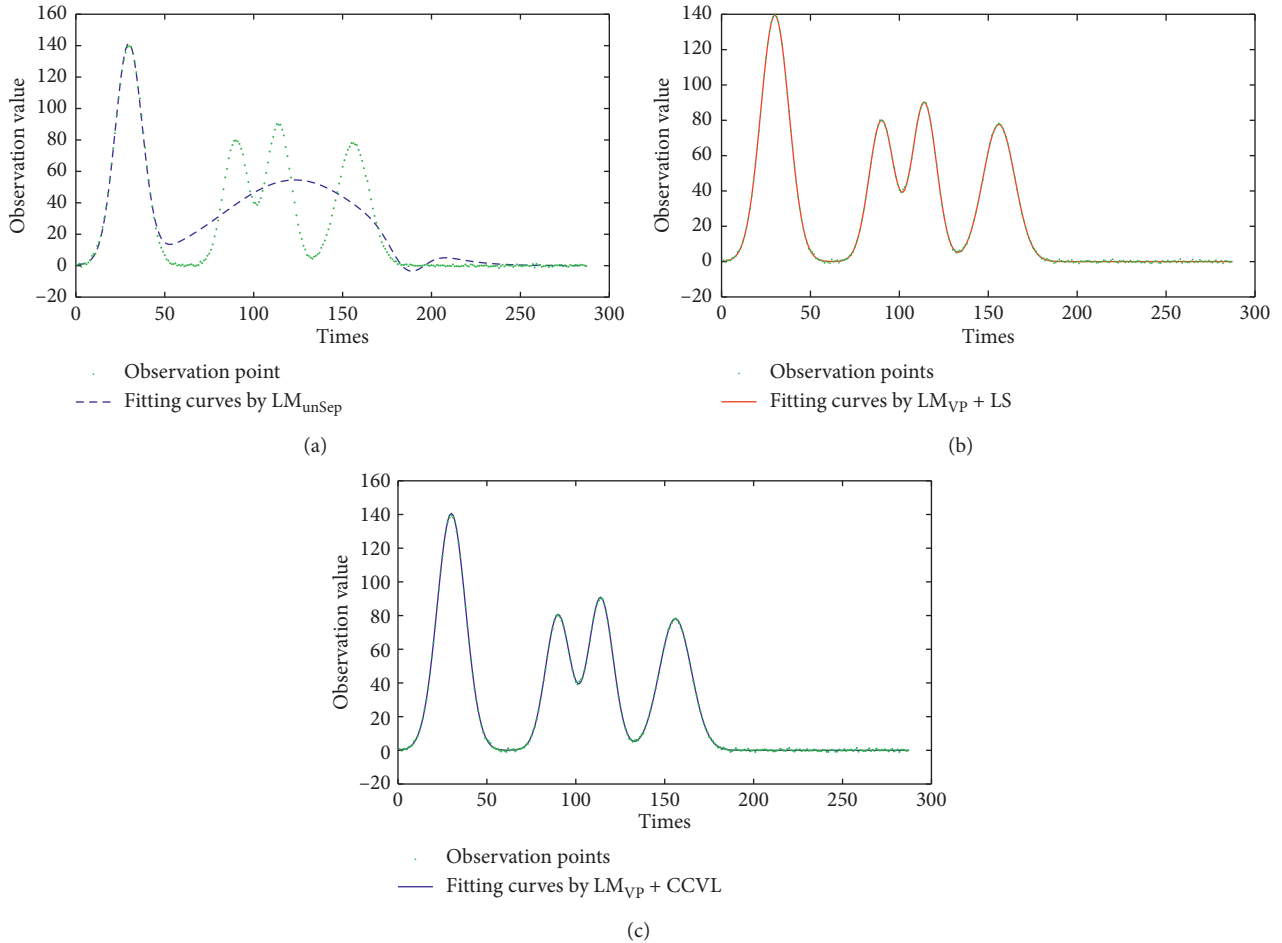 160
140
120
100
80
60
40
20
0
–20
Observation value
0 50 100 150 200 250 300
Times
Observation point
Fitting curves by LM_unSep
(a)
160
140
120
100
80
60
40
20
0
–20
Observation value
0 50 100 150 200 250 300
Times
Observation points
Fitting curves by LM_VP + LS
(b)
160
140
120
100
80
60
40
20
0
–20
Observation value
0 50 100 150 200 250 300
Times
Observation points
Fitting curves by LM_VP + CCVL
(c)